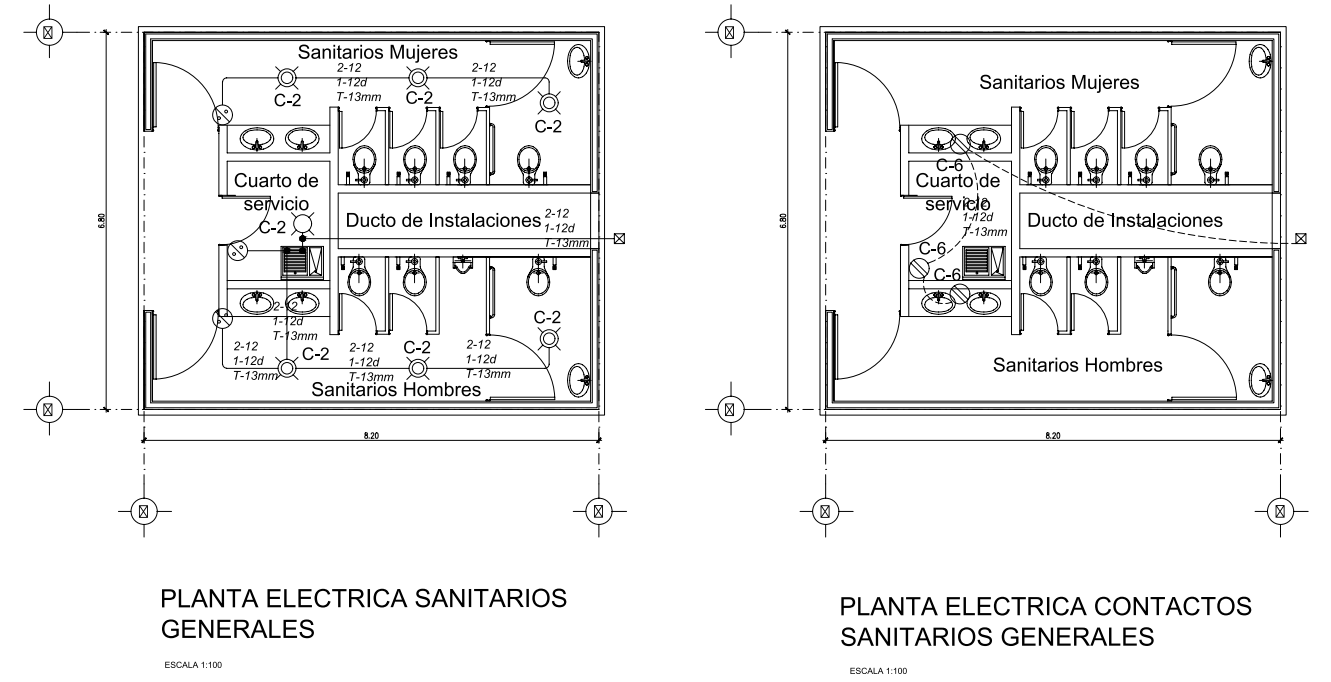 Sanitarios Mujeres
2-12
1-12d
T-13mm
2-12
1-12d
T-13mm
C-2
C-2
C-2
Cuarto de
servicio
C-2
Ducto de Instalaciones
2-12
1-12d
T-13mm
6.80
2-12
1-12d
T-13mm
C-2
2-12
1-12d
T-13mm
C-2
2-12
1-12d
T-13mm
C-2
2-12
1-12d
T-13mm
Sanitarios Hombres
8.20
PLANTA ELECTRICA SANITARIOS
GENERALES
ESCALA 1:100
Sanitarios Mujeres
C-6
Cuarto de
servicio
2-12
1-12d
T-13mm
Ducto de Instalaciones
6.80
C-6
C-6
Sanitarios Hombres
8.20
PLANTA ELECTRICA CONTACTOS
SANITARIOS GENERALES
ESCALA 1:100